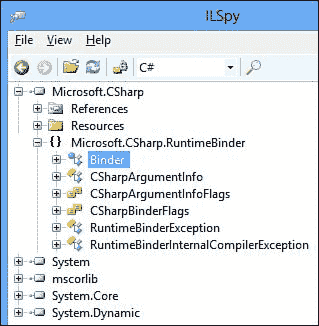 ILSpy
File View Help
C#
Microsoft.CSharp
References
Resources
{} Microsoft.CSharp.RuntimeBinder
Binder
CSharpArgumentInfo
CSharpArgumentInfoFlags
CSharpBinderFlags
RuntimeBinderException
RuntimeBinderInternalCompilerException
System
mscorlib
System.Core
System.Dynamic